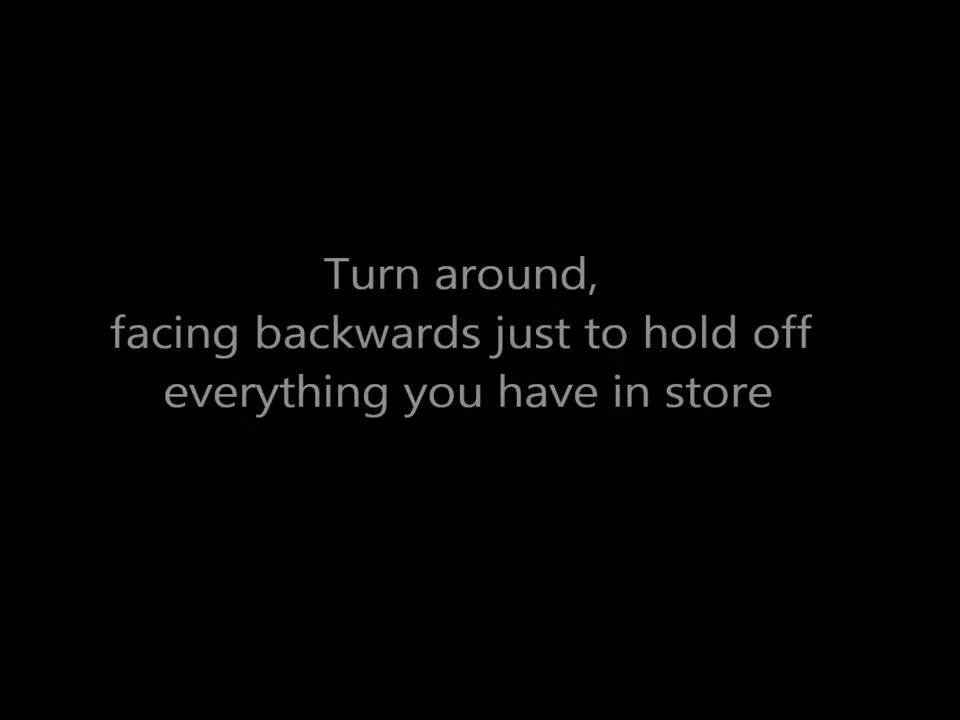 Turn around,
facing backwards just to hold off
everything you have in store